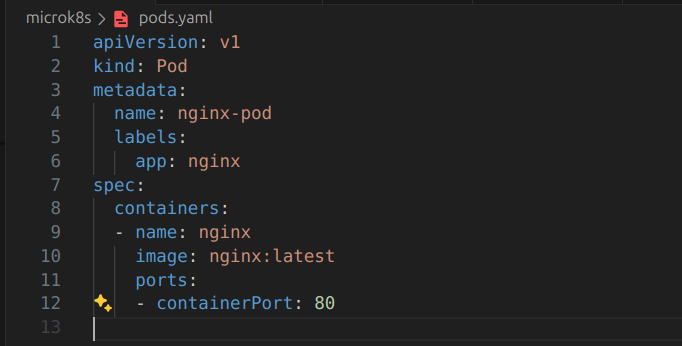 microk8s > pods.yaml
1 apiVersion: v1
2 kind: Pod
3 metadata:
4   name: nginx-pod
5   labels:
6     app: nginx
7 spec:
8   containers:
9   - name: nginx
10     image: nginx:latest
11     ports:
12     - containerPort: 80
13